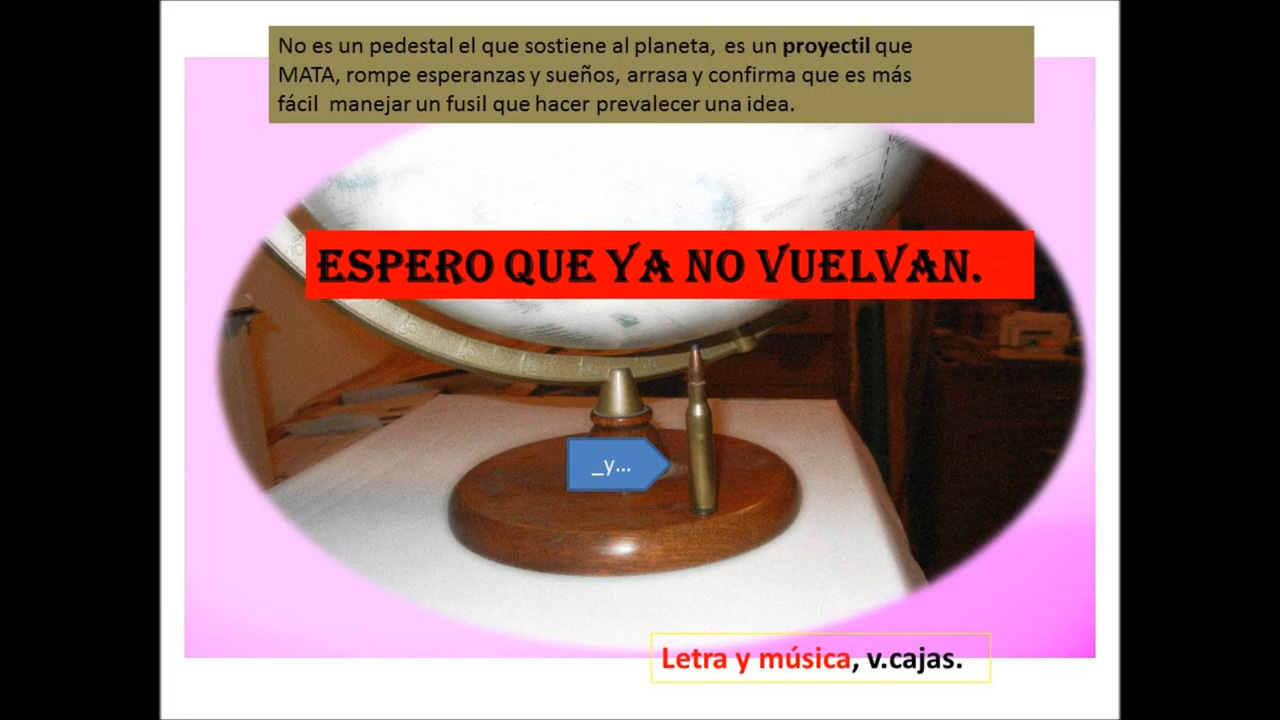 No es un pedestal el que sostiene al planeta, es un proyectil que
MATA, rompe esperanzas y sueños, arrasa y confirma que es más
fácil manejar un fusil que hacer prevalecer una idea.
ESPERO QUE YA NO VUELVAN.
_y...
Letra y música, v.cajas.